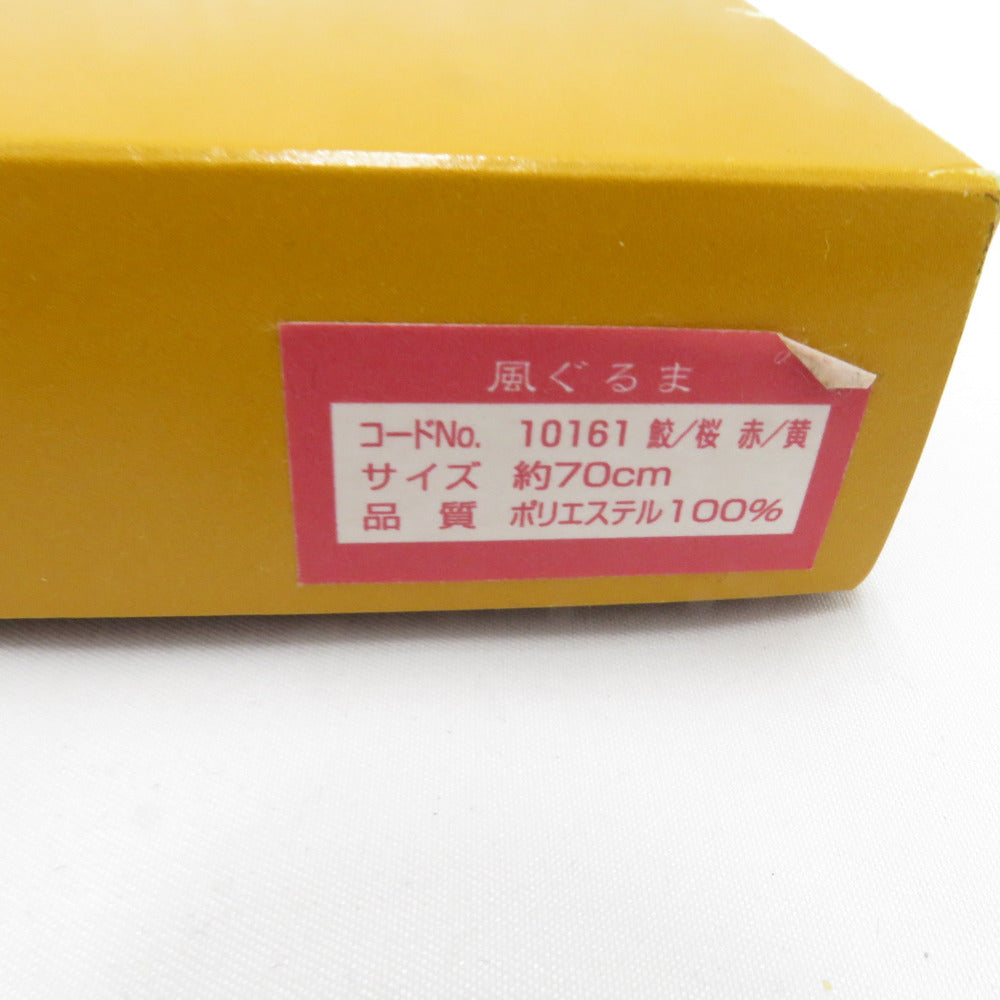 風ぐるま
コードNo. 10161 鮫/桜 赤/黄
サイズ 約70cm
品 質 ポリエステル100%